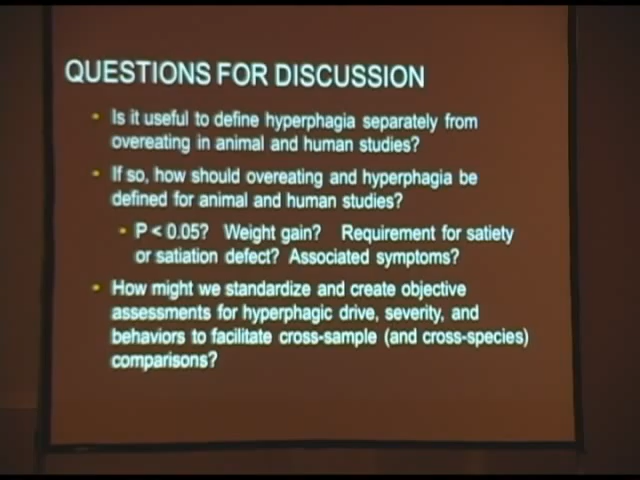 QUESTIONS FOR DISCUSSION
• Is it useful to define hyperphagia separately from
overeating in animal and human studies?
• If so, how should overeating and hyperphagia be
defined for animal and human studies?
• P < 0.05? Weight gain? Requirement for satiety
or satiation defect? Associated symptoms?
• How might we standardize and create objective
assessments for hyperphagic drive, severity, and
behaviors to facilitate cross-sample (and cross-species)
comparisons?